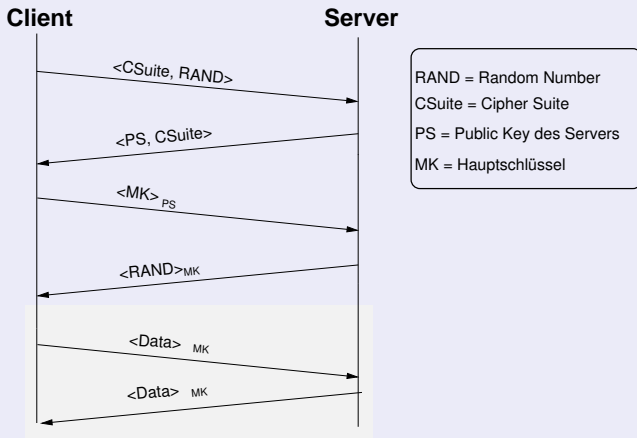 Client
Server
<CSuite, RAND>
<PS, CSuite>
<MK> PS
<RAND> MK
<Data> MK
<Data> MK
RAND = Random Number
CSuite = Cipher Suite
PS = Public Key des Servers
MK = Hauptschlüssel